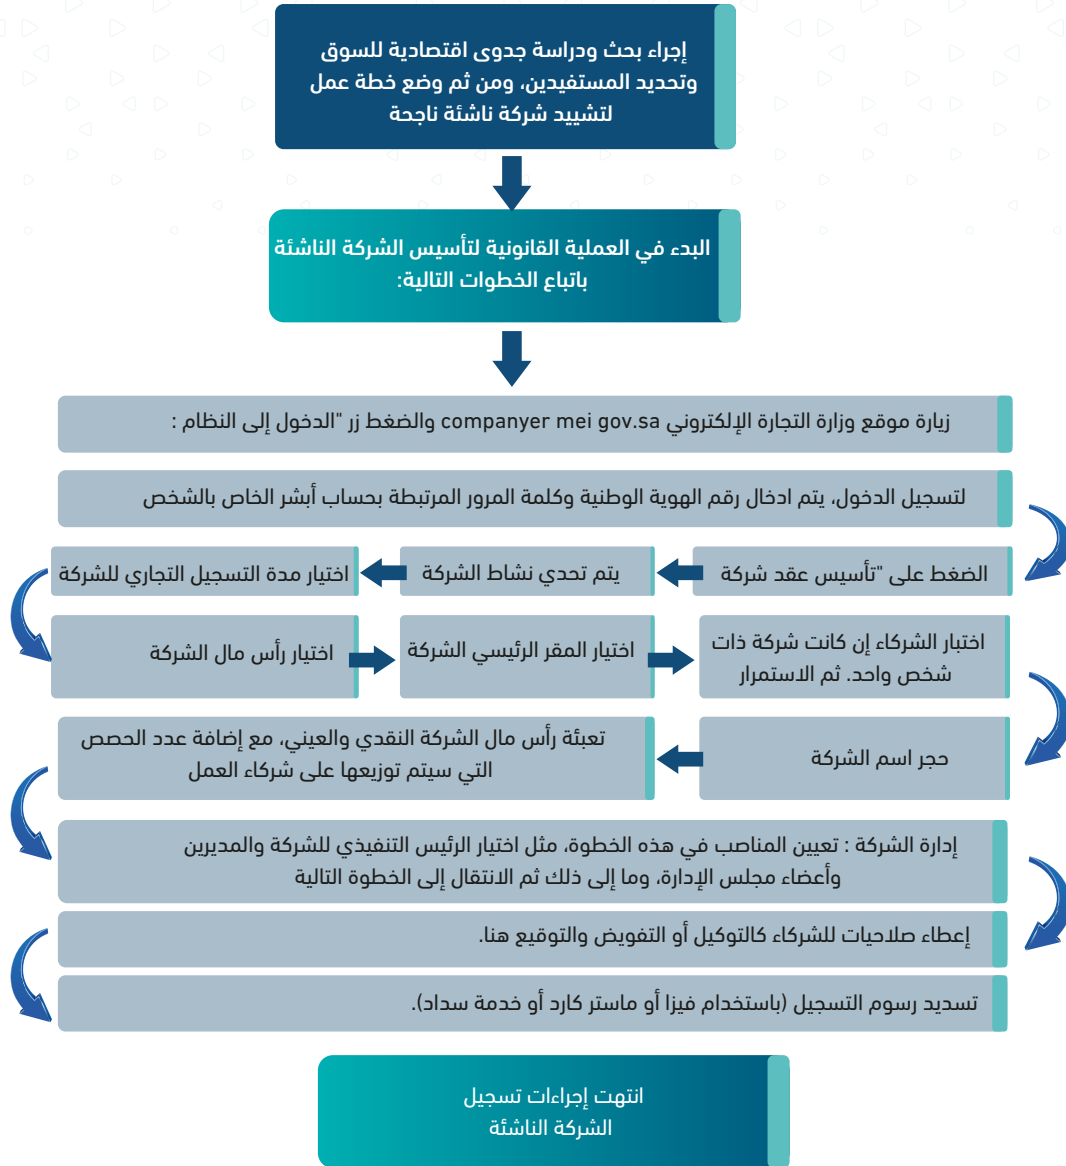 إجراء بحث ودراسة جدوى اقتصادية للسوق
وتحديد المستفيدين، ومن ثم وضع خطة عمل
لتشييد شركة ناشئة ناجحة
البدء في العملية القانونية لتأسيس الشركة الناشئة
باتباع الخطوات التالية:
زيارة موقع وزارة التجارة الإلكتروني companyer mei gov.sa والضغط زر "الدخول إلى النظام :
لتسجيل الدخول، يتم ادخال رقم الهوية الوطنية وكلمة المرور المرتبطة بحساب أبشر الخاص بالشخص
الضغط على "تأسيس عقد شركة
يتم تحدي نشاط الشركة
اختيار مدة التسجيل التجاري للشركة
اختيار رأس مال الشركة
اختيار المقر الرئيسي الشركة
اختبار الشركاء إن كانت شركة ذات
شخص واحد. ثم الاستمرار
حجر اسم الشركة
تعبئة رأس مال الشركة النقدي والعيني، مع إضافة عدد الحصص
التي سيتم توزيعها على شركاء العمل
إدارة الشركة : تعيين المناصب في هذه الخطوة، مثل اختيار الرئيس التنفيذي للشركة والمديرين
وأعضاء مجلس الإدارة، وما إلى ذلك ثم الانتقال إلى الخطوة التالية
إعطاء صلاحيات للشركاء كالتوكيل أو التفويض والتوقيع هنا.
تسديد رسوم التسجيل (باستخدام فيزا أو ماستر كارد أو خدمة سداد).
انتهت إجراءات تسجيل
الشركة الناشئة